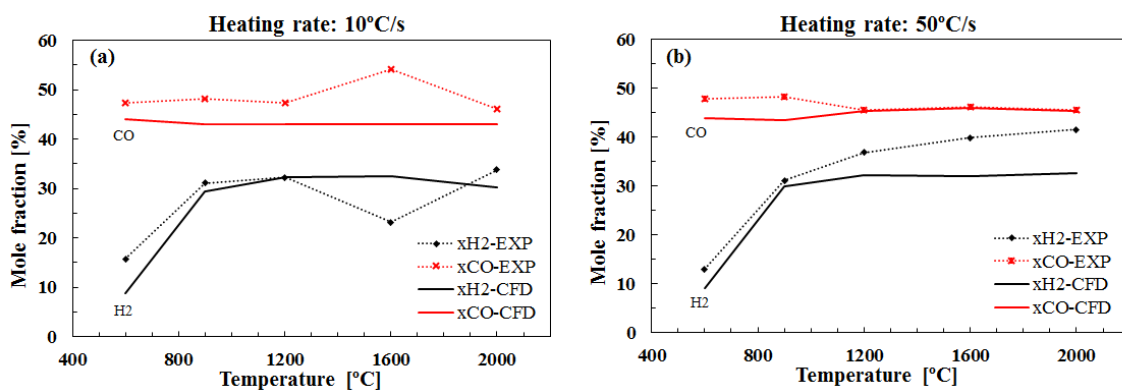 Heating rate: 10ºC/s
(a)
Mole fraction [%]
60
50
40
30
20
10
0
CO
H2
xH2-EXP
xCO-EXP
xH2-CFD
xCO-CFD
400 800 1200 1600 2000
Temperature [ºC]
Heating rate: 50ºC/s
(b)
Mole fraction [%]
60
50
40
30
20
10
0
CO
H2
xH2-EXP
xCO-EXP
xH2-CFD
xCO-CFD
400 800 1200 1600 2000
Temperature [ºC]